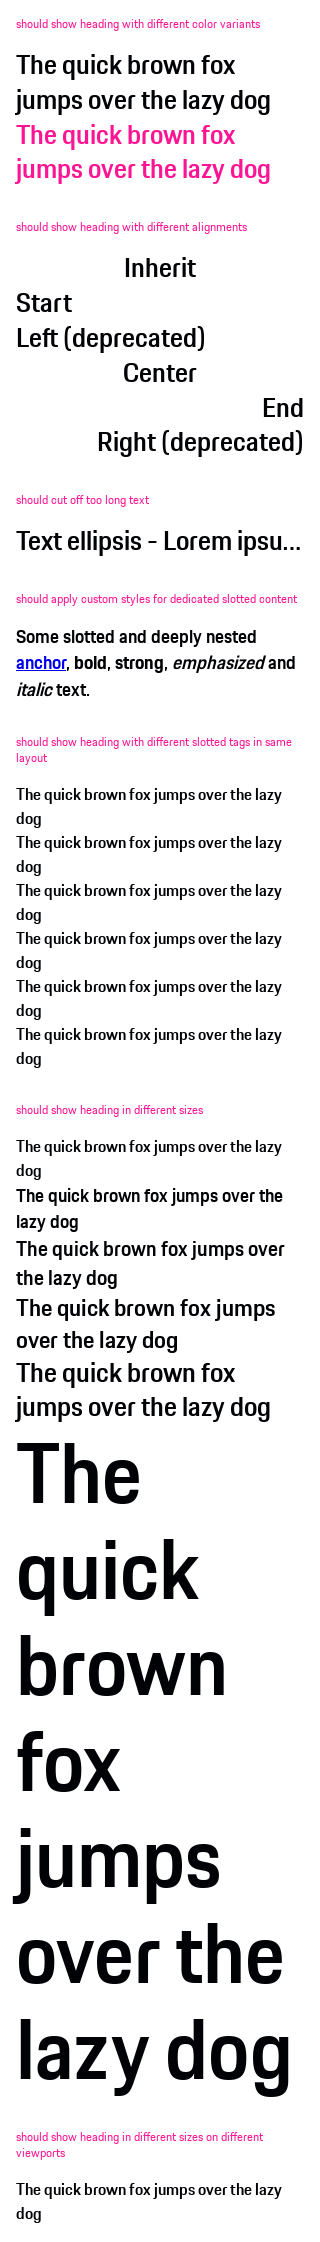 should show heading with different color variants
The quick brown fox
jumps over the lazy dog
The quick brown fox
jumps over the lazy dog
should show heading with different alignments
Inherit
Start
Left (deprecated)
Center
End
Right (deprecated)
should cut off too long text
Text ellipsis - Lorem ipsu...
should apply custom styles for dedicated slotted content
Some slotted and deeply nested
anchor, bold, strong, emphasized and
italic text.
should show heading with different slotted tags in same
layout
The quick brown fox jumps over the lazy
dog
The quick brown fox jumps over the lazy
dog
The quick brown fox jumps over the lazy
dog
The quick brown fox jumps over the lazy
dog
The quick brown fox jumps over the lazy
dog
The quick brown fox jumps over the lazy
dog
should show heading in different sizes
The quick brown fox jumps over the lazy
dog
The quick brown fox jumps over the
lazy dog
The quick brown fox jumps over
the lazy dog
The quick brown fox jumps
over the lazy dog
The quick brown fox
jumps over the lazy dog
The
quick
brown
fox
jumps
over the
lazy dog
should show heading in different sizes on different
viewports
The quick brown fox jumps over the lazy
dog